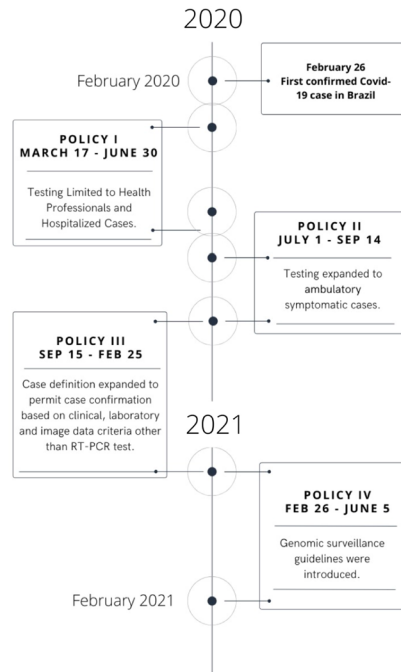 2020
February 2020
February 26
First confirmed Covid-
19 case in Brazil
POLICY I
MARCH 17 - JUNE 30
Testing Limited to Health
Professionals and
Hospitalized Cases.
POLICY II
JULY 1 - SEP 14
Testing expanded to
ambulatory
symptomatic cases.
POLICY III
SEP 15 - FEB 25
Case definition expanded to
permit case confirmation
based on clinical, laboratory
and image data criteria other
than RT-PCR test.
2021
POLICY IV
FEB 26 - JUNE 5
Genomic surveillance
guidelines were
introduced.
February 2021